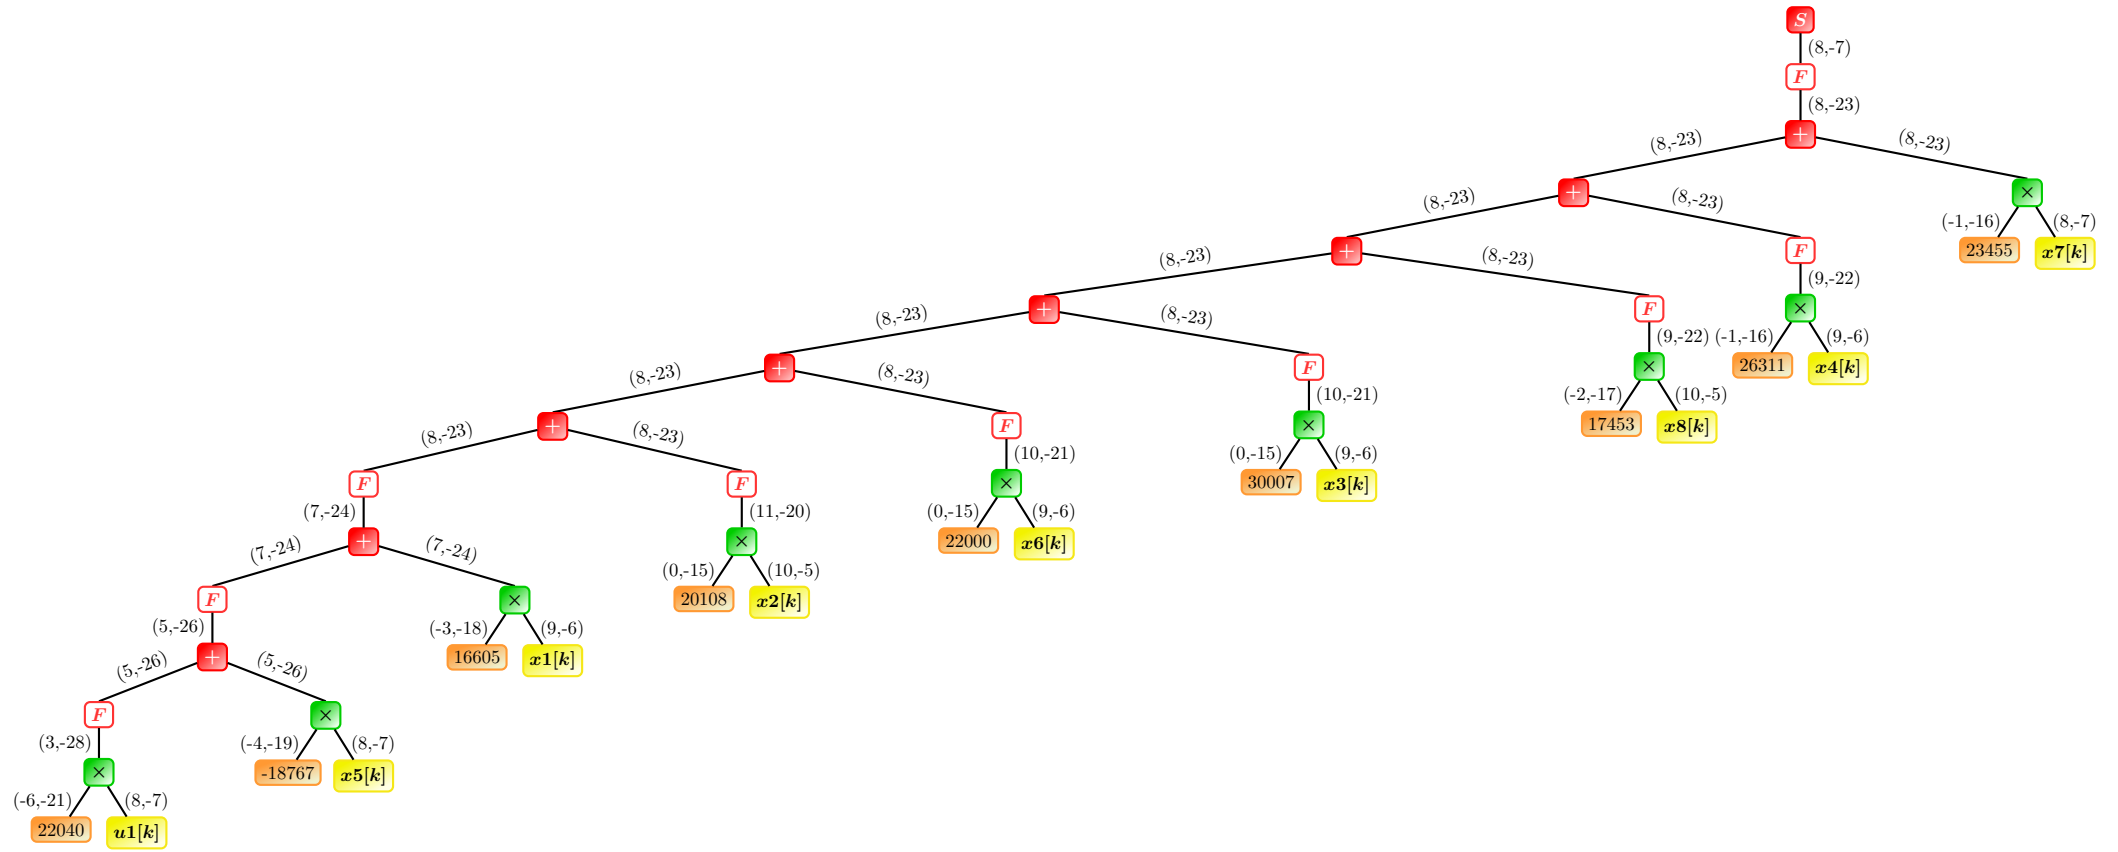 S
(8,-7)
F
(8,-23)
+
(8,-23) (8,-23)
+ ×
(8,-23) (8,-23) (-1,-16) (8,-7)
+ F 23455 x7[k]
(8,-23) (8,-23) (9,-22)
+ F ×
(8,-23) (8,-23) (9,-22) (-1,-16) (9,-6)
+ F × 26311 x4[k]
(8,-23) (8,-23) (10,-21) (-2,-17) (10,-5)
+ F × 17453 x8[k]
(8,-23) (8,-23) (10,-21) (0,-15) (9,-6)
F F × 30007 x3[k]
(7,-24) (11,-20) (0,-15) (9,-6)
+ × 22000 x6[k]
(7,-24) (7,-24) (0,-15) (10,-5)
F × 20108 x2[k]
(5,-26) (-3,-18) (9,-6)
+ 16605 x1[k]
(5,-26) (5,-26)
F ×
(3,-28) (-4,-19) (8,-7)
× -18767 x5[k]
(-6,-21) (8,-7)
22040 u1[k]